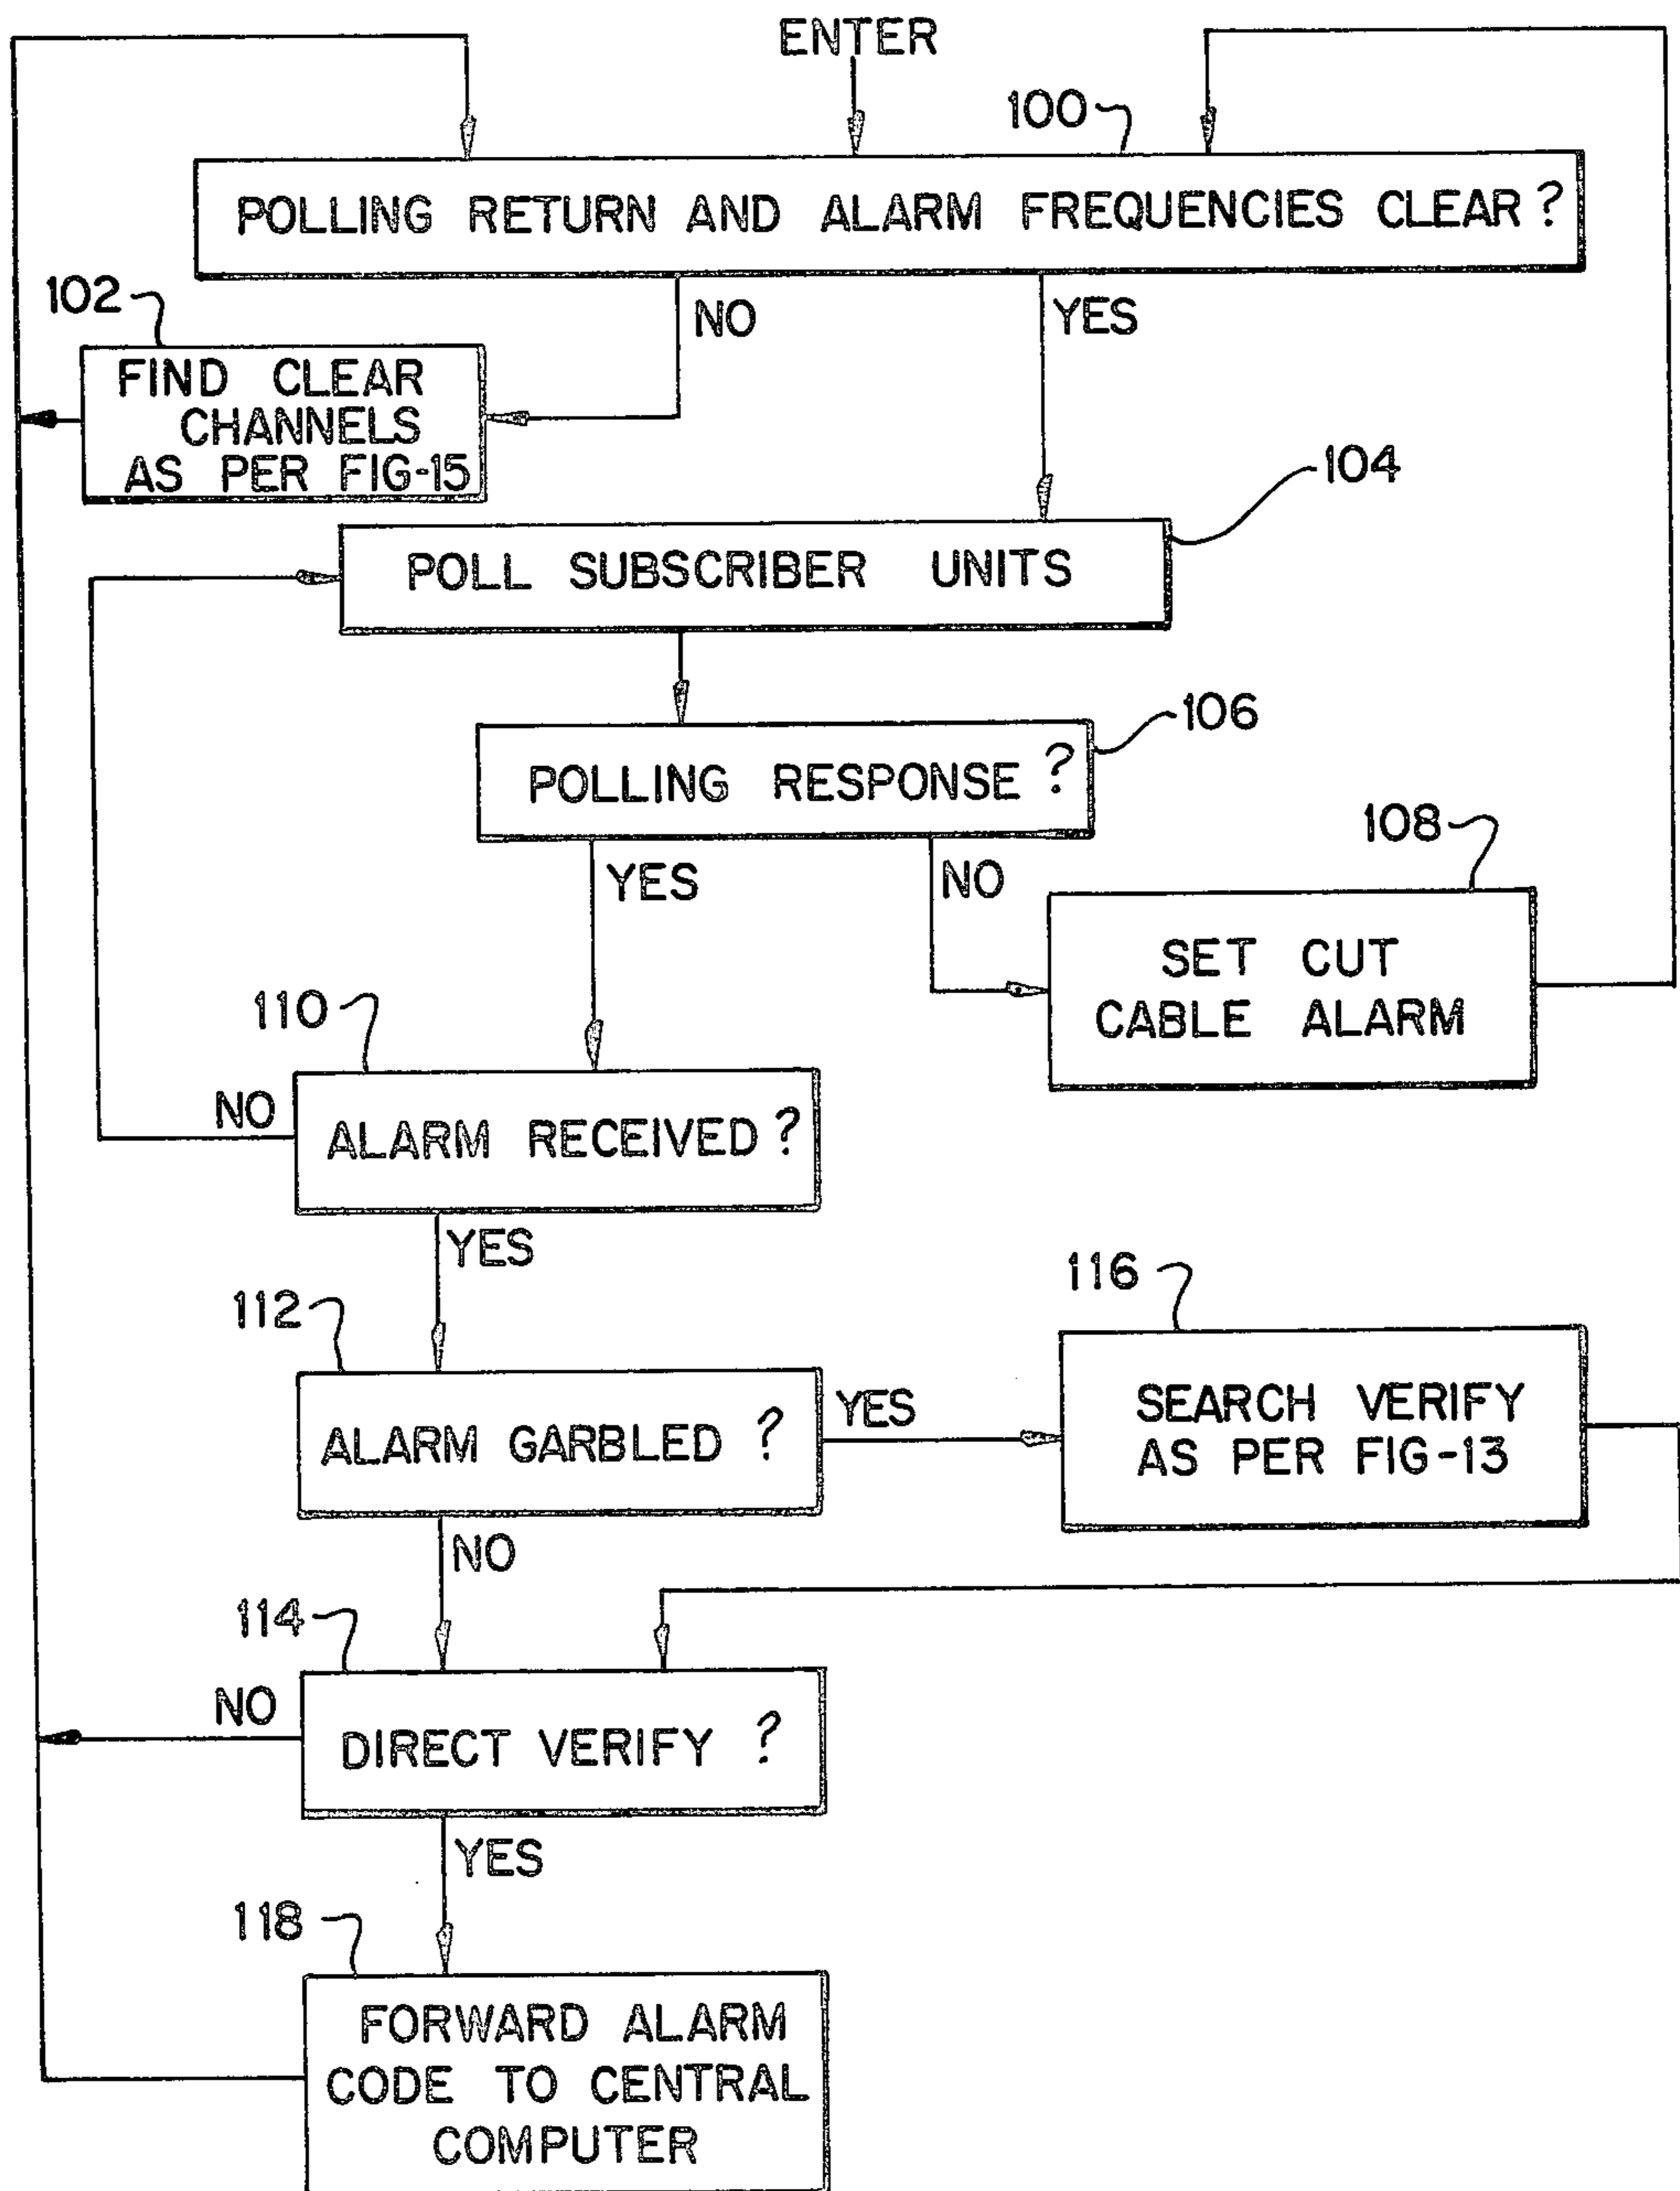 ENTER
100
POLLING RETURN AND ALARM FREQUENCIES CLEAR?
102
NO
YES
FIND CLEAR
CHANNELS
AS PER FIG-15
104
POLL SUBSCRIBER UNITS
106
POLLING RESPONSE?
108
YES
NO
SET CUT
CABLE ALARM
110
NO
ALARM RECEIVED?
YES
112
116
ALARM GARBLED ?
YES
SEARCH VERIFY
AS PER FIG-13
NO
114
NO
DIRECT VERIFY ?
YES
118
FORWARD ALARM
CODE TO CENTRAL
COMPUTER